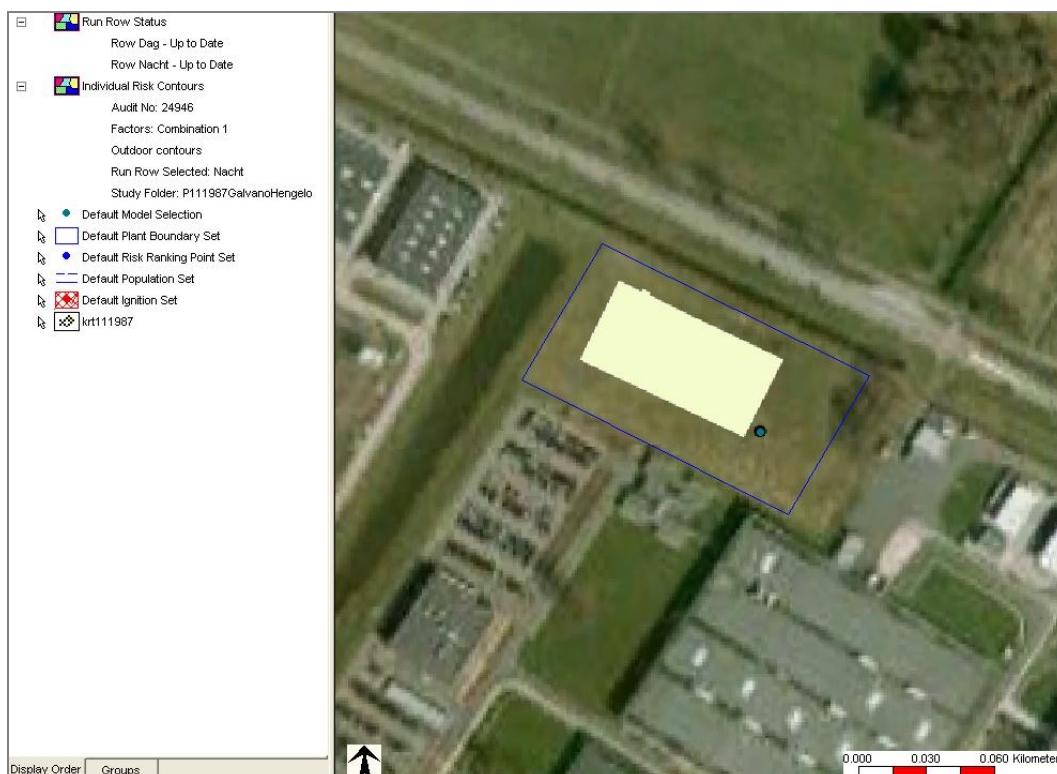 Run Row Status
Row Dag - Up to Date
Row Nacht - Up to Date
Individual Risk Contours
Audit No: 24946
Factors: Combination 1
Outdoor contours
Run Row Selected: Nacht
Study Folder: P111987GalvanoHengelo
Default Model Selection
Default Plant Boundary Set
Default Risk Ranking Point Set
Default Population Set
Default Ignition Set
krt111987
Display Order Groups
0.000 0.030 0.060 Kilomete